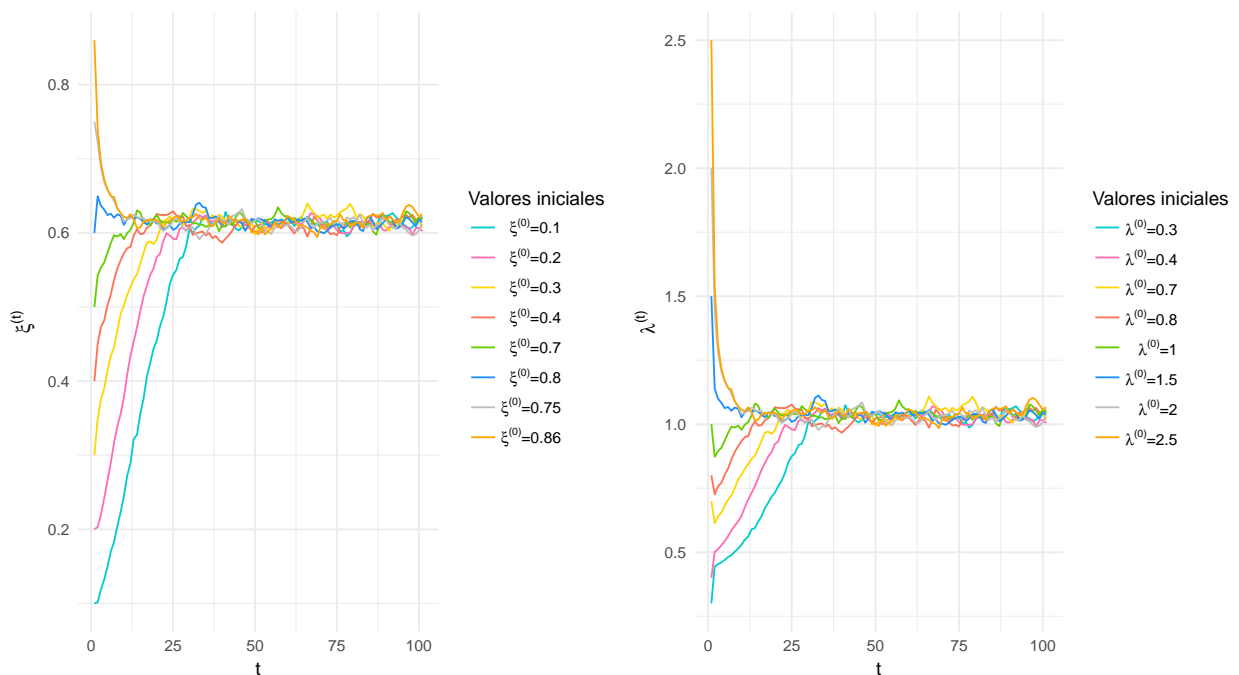 0.8
0.6
0.4
0.2
ξ(t)
0
25
50
75
100
t
Valores iniciales
ξ(0)=0.1
ξ(0)=0.2
ξ(0)=0.3
ξ(0)=0.4
ξ(0)=0.7
ξ(0)=0.8
ξ(0)=0.75
ξ(0)=0.86
2.5
2.0
1.5
1.0
0.5
λ(t)
0
25
50
75
100
t
Valores iniciales
λ(0)=0.3
λ(0)=0.4
λ(0)=0.7
λ(0)=0.8
λ(0)=1
λ(0)=1.5
λ(0)=2
λ(0)=2.5